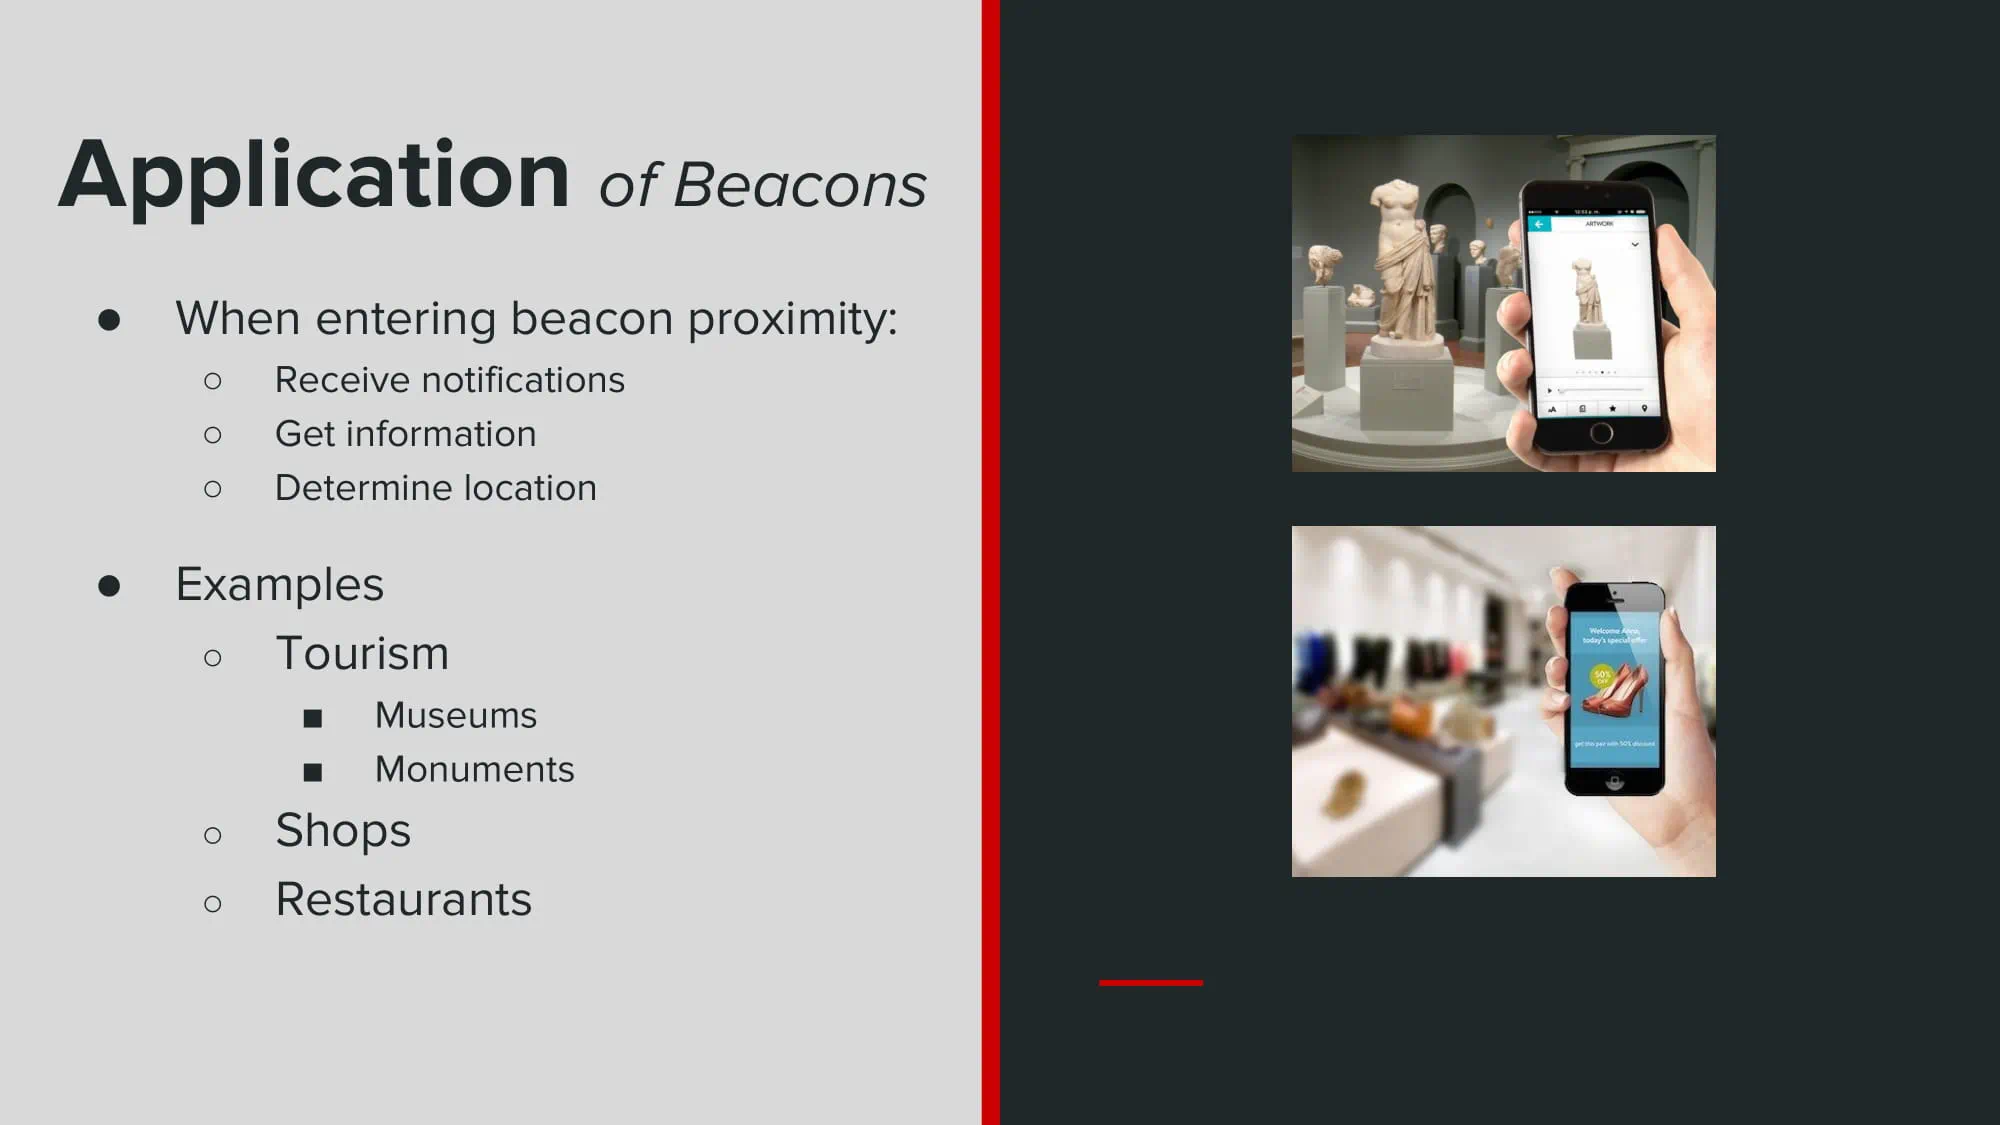 Application of Beacons
● When entering beacon proximity:
○ Receive notifications
○ Get information
○ Determine location
● Examples
○ Tourism
■ Museums
■ Monuments
○ Shops
○ Restaurants
ARTWORK
Welcome Anna,
today's special offer
50%
OFF
get this pair with 50% discount